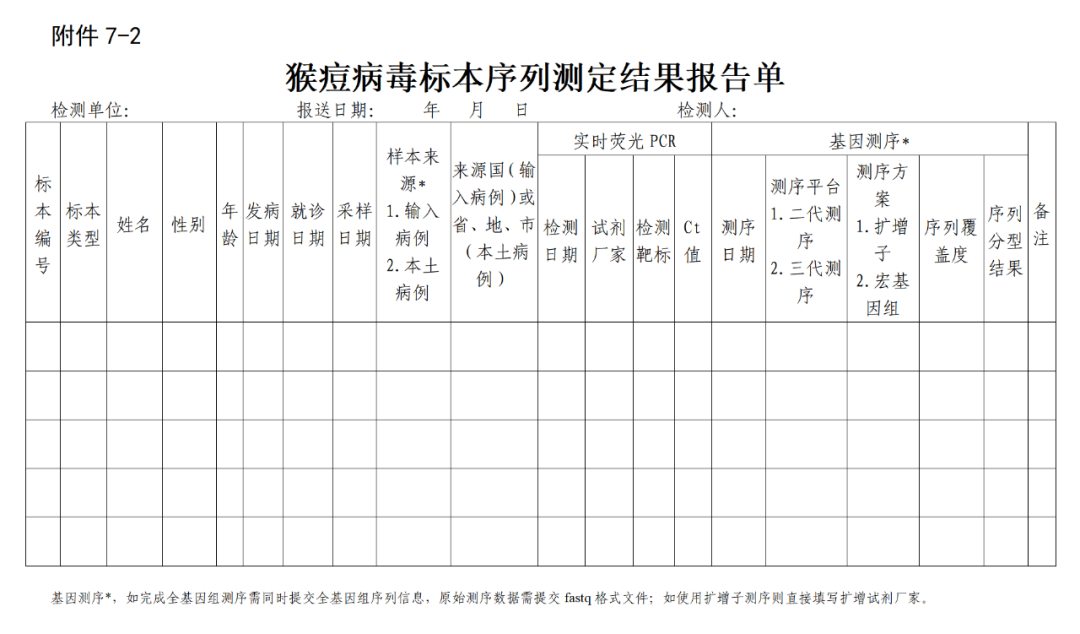 附件 7-2
猴痘病毒标本序列测定结果报告单
检测单位: 报送日期: 年 月 日 检测人:
标本编号 标本类型 姓名 性别 年龄 发病日期 就诊日期 采样日期 样本来源* 1.输入病例 2.本土病例 来源国(输入病例)或省、地、市(本土病例) 实时荧光 PCR 基因测序* 备注
检测日期 试剂厂家 检测靶标 Ct值 测序日期 测序平台 1.二代测序 2.三代测序 测序方案 1.扩增子 2.宏基因组 序列覆盖度 序列分型结果
基因测序*，如完成全基因组测序需同时提交全基因组序列信息，原始测序数据需提交 fastq 格式文件；如使用扩增子测序则直接填写扩增试剂厂家。